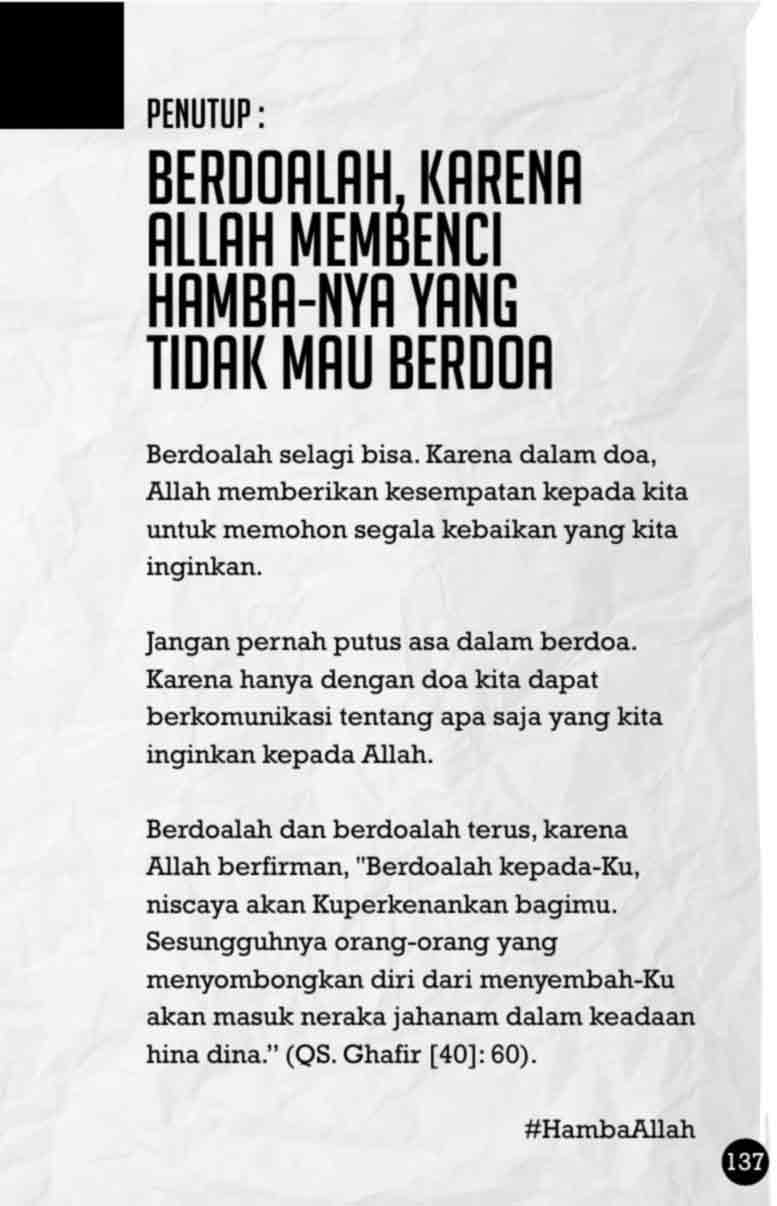 PENUTUP :
BERDOALAH, KARENA
ALLAH MEMBENCI
HAMBA-NYA YANG
TIDAK MAU BERDOA
Berdoalah selagi bisa. Karena dalam doa,
Allah memberikan kesempatan kepada kita
untuk memohon segala kebaikan yang kita
inginkan.
Jangan pernah putus asa dalam berdoa.
Karena hanya dengan doa kita dapat
berkomunikasi tentang apa saja yang kita
inginkan kepada Allah.
Berdoalah dan berdoalah terus, karena
Allah berfirman, "Berdoalah kepada-Ku,
niscaya akan Kuperkenankan bagimu.
Sesungguhnya orang-orang yang
menyombongkan diri dari menyembah-Ku
akan masuk neraka jahanam dalam keadaan
hina dina.” (QS. Ghafir [40]: 60).
#HambaAllah
137